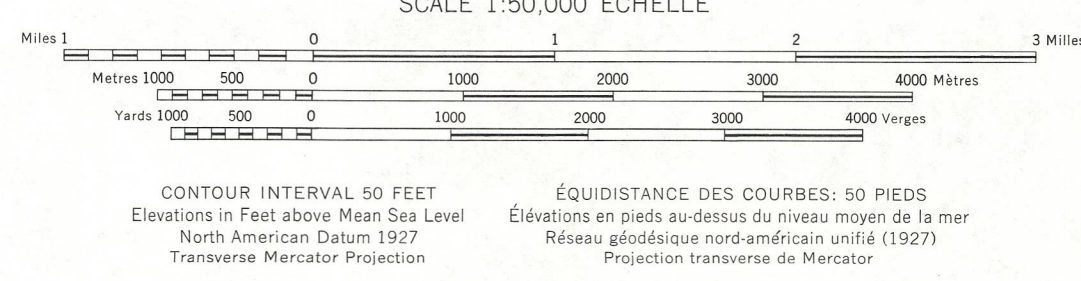 SCALE 1:50,000 ÉCHELLE
Miles 1 0 1 2 3 Milles
Metres 1000 500 0 1000 2000 3000 4000 Mètres
Yards 1000 500 0 1000 2000 3000 4000 Verges
CONTOUR INTERVAL 50 FEET
Elevations in Feet above Mean Sea Level
North American Datum 1927
Transverse Mercator Projection
ÉQUIDISTANCE DES COURBES: 50 PIEDS
Élévations en pieds au-dessus du niveau moyen de la mer
Réseau géodésique nord-américain unifié (1927)
Projection transverse de Mercator